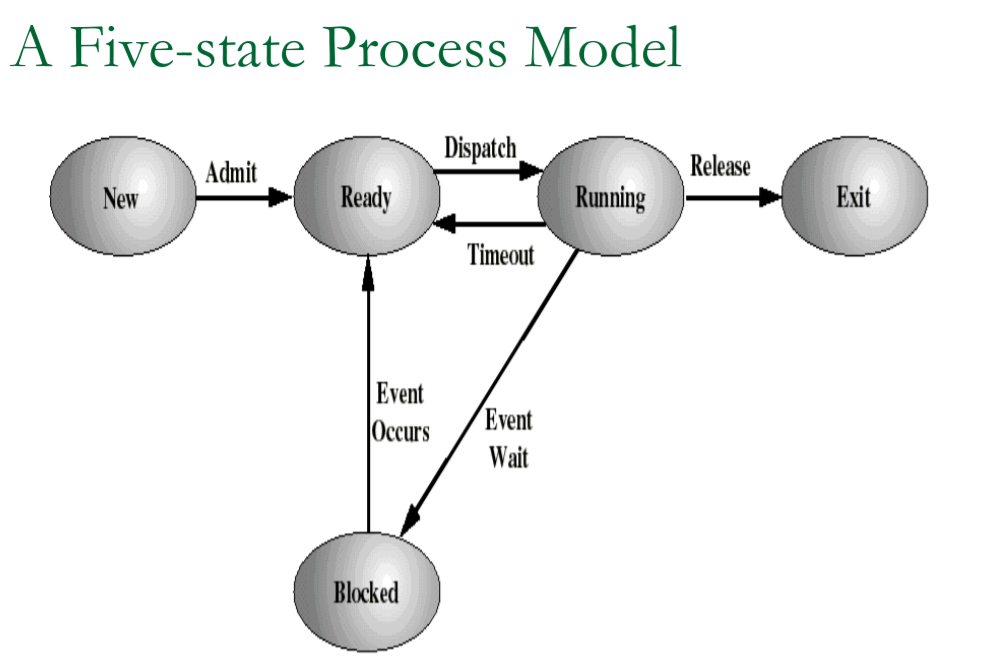 A Five-state Process Model
Dispatch
Admit
Release
New
Ready
Running
Exit
Timeout
Event
Occurs
Event
Wait
Blocked